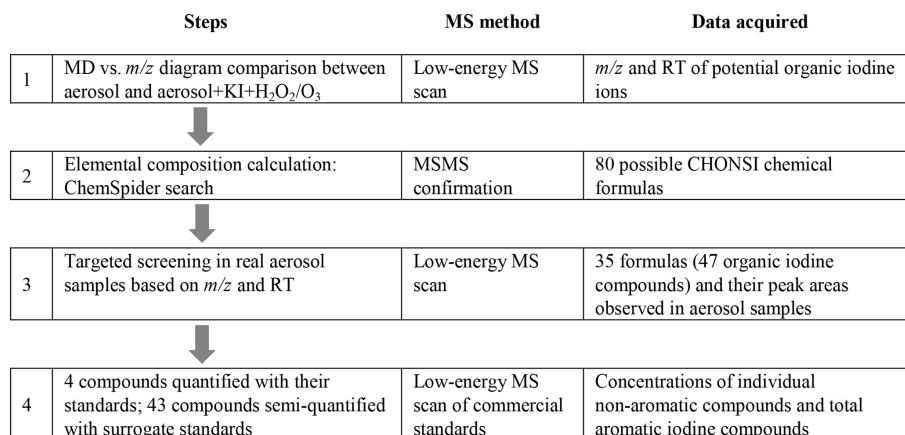 Steps MS method Data acquired
1 MD vs. m/z diagram comparison between aerosol and aerosol+KI+H₂O₂/O₃
Low-energy MS scan
m/z and RT of potential organic iodine ions
2 Elemental composition calculation: ChemSpider search
MSMS confirmation
80 possible CHONSI chemical formulas
3 Targeted screening in real aerosol samples based on m/z and RT
Low-energy MS scan
35 formulas (47 organic iodine compounds) and their peak areas observed in aerosol samples
4 4 compounds quantified with their standards; 43 compounds semi-quantified with surrogate standards
Low-energy MS scan of commercial standards
Concentrations of individual non-aromatic compounds and total aromatic iodine compounds